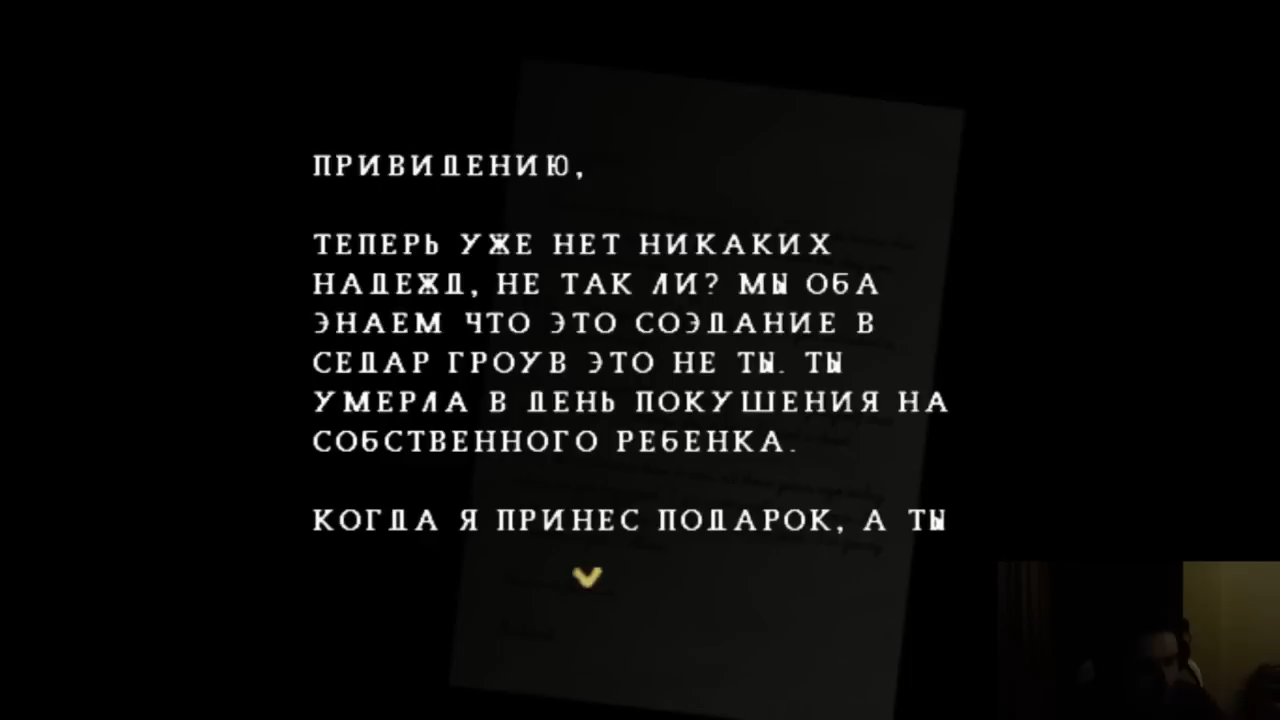 ПРИВИДЕНИЮ,
ТЕПЕРЬ УЖЕ НЕТ НИКАКИХ
НАДЕЖД, НЕ ТАК ЛИ? МЫ ОБА
ЗНАЕМ ЧТО ЭТО СОЗДАНИЕ В
СЕДАР ГРОУВ ЭТО НЕ ТЫ. ТЫ
УМЕРЛА В ДЕНЬ ПОКУШЕНИЯ НА
СОБСТВЕННОГО РЕБЕНКА.
КОГДА Я ПРИНЕС ПОДАРОК, А ТЫ